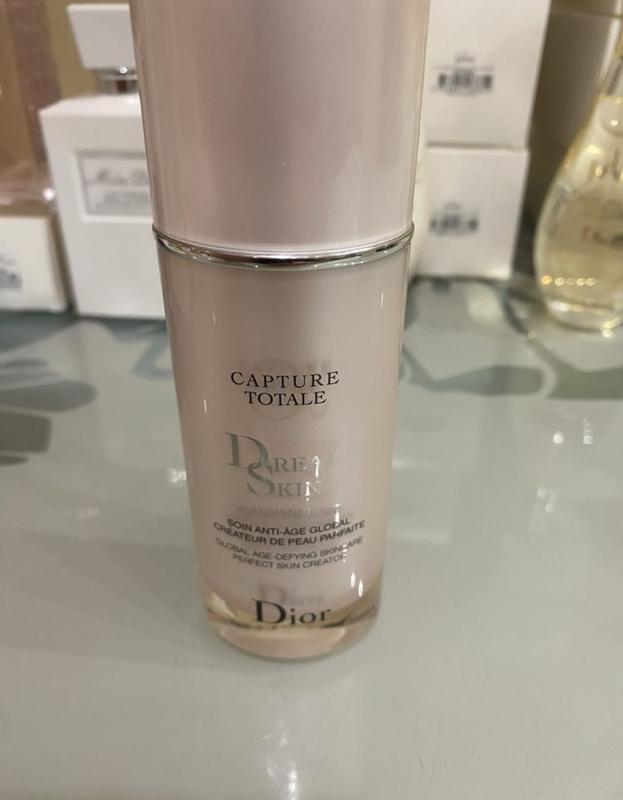 CAPTURE
TOTALE
DREAM
SKIN
SOIN ANTI-ÂGE GLOBAL
CRÉATEUR DE PEAU PARFAITE
GLOBAL AGE-DEFYING SKINCARE
PERFECT SKIN CREATOR
Dior
Miss